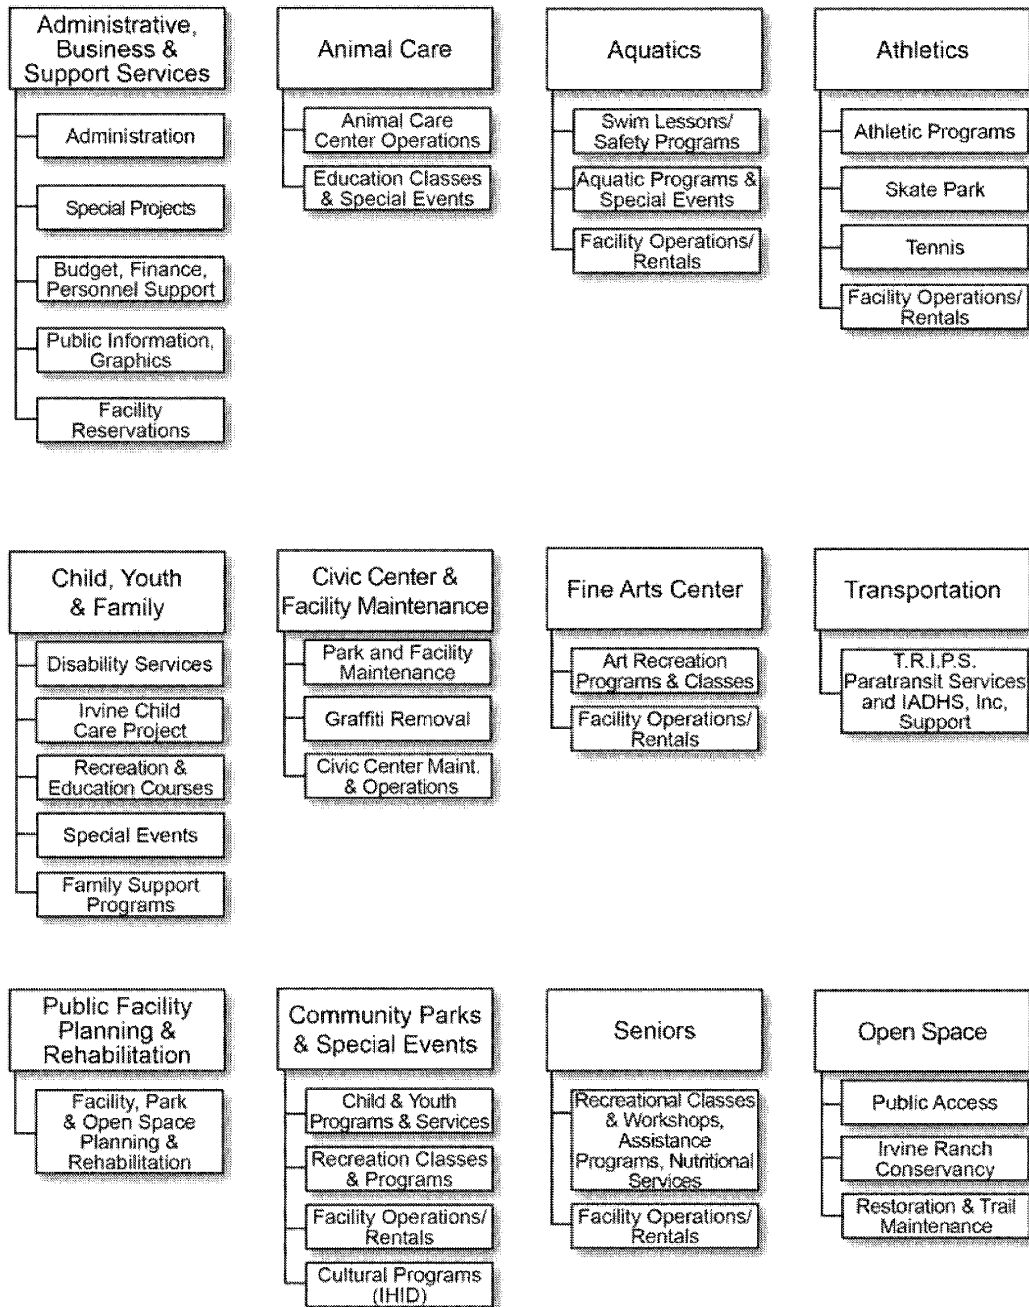 Administrative,
Business &
Support Services
Administration
Special Projects
Budget, Finance,
Personnel Support
Public Information,
Graphics
Facility
Reservations
Animal Care
Animal Care
Center Operations
Education Classes
& Special Events
Aquatics
Swim Lessons/
Safety Programs
Aquatic Programs &
Special Events
Facility Operations/
Rentals
Athletics
Athletic Programs
Skate Park
Tennis
Facility Operations/
Rentals
Child, Youth
& Family
Disability Services
Irvine Child
Care Project
Recreation &
Education Courses
Special Events
Family Support
Programs
Civic Center &
Facility Maintenance
Park and Facility
Maintenance
Graffiti Removal
Civic Center Maint.
& Operations
Fine Arts Center
Art Recreation
Programs & Classes
Facility Operations/
Rentals
Transportation
T.R.I.P.S.
Paratransit Services
and IADHS, Inc,
Support
Public Facility
Planning &
Rehabilitation
Facility, Park
& Open Space
Planning &
Rehabilitation
Community Parks
& Special Events
Child & Youth
Programs & Services
Recreation Classes
& Programs
Facility Operations/
Rentals
Cultural Programs
(IHID)
Seniors
Recreational Classes
& Workshops,
Assistance
Programs, Nutritional
Services
Facility Operations/
Rentals
Open Space
Public Access
Irvine Ranch
Conservancy
Restoration & Trail
Maintenance